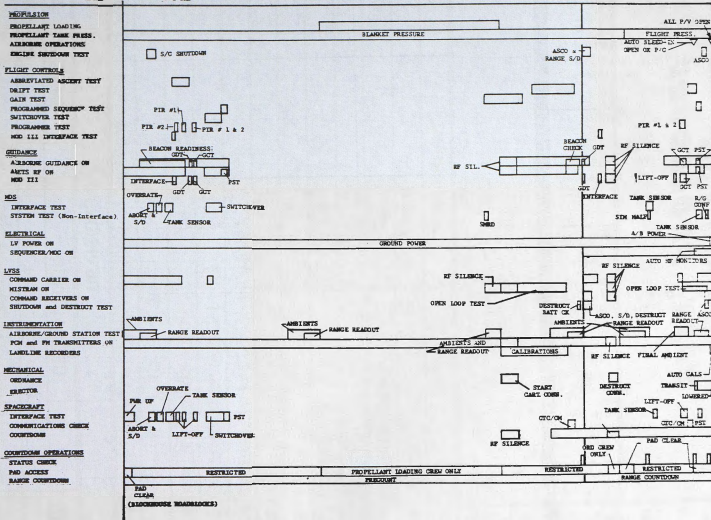 PROPULSION
PROPELLANT LOADING
PROPELLANT TANK PRESS.
AIRBORNE OPERATIONS
ENGINE SHUTDOWN TEST
ALL P/V OPEN
BLANKET PRESSURE
FLIGHT PRESS.
S/C SHUTDOWN
ASCO &
RANGE S/D
AUTO BLEED-IN
OPEN GK P/C
ASCO
FLIGHT CONTROLS
ABBREVIATED ASCENT TEST
DRIFT TEST
GAIN TEST
PROGRAMMED SEQUENCE TEST
SWITCHOVER TEST
PROGRAMMER TEST
MOD III INTERFACE TEST
PIR #1
PIR #2
PIR # 1 & 2
PIR #1 & 2
GUIDANCE
AIRBORNE GUIDANCE ON
AMETS RF ON
MOD III
BEACON READINESS
GDT
GCT
INTERFACE
GDT
GCT
PST
RF SIL.
BEACON
CHECK
GDT
RF SILENCE
GCT PST
LIFT-OFF
GDT
INTERFACE
GCT PST
MDS
INTERFACE TEST
SYSTEM TEST (Non-Interface)
OVERRATE
ABORT &
S/D
TANK SENSOR
SWITCHOVER
SMRD
TANK SENSOR
SIM MALF
R/G
CONF
TANK SENSOR
ELECTRICAL
LV POWER ON
SEQUENCER/MOC ON
GROUND POWER
A/B POWER
LVSS
COMMAND CARRIER ON
MISTRAM ON
COMMAND RECEIVERS ON
SHUTDOWN and DESTRUCT TEST
RF SILENCE
OPEN LOOP TEST
RF SILENCE
AUTO RF MONITORS
OPEN LOOP TEST
DESTRUCT
BATT CK
ASCO, S/D, DESTRUCT
RANGE ASCO
INSTRUMENTATION
AIRBORNE/GROUND STATION TEST
PCM and FM TRANSMITTERS ON
LANDLINE RECORDERS
AMBIENTS
RANGE READOUT
AMBIENTS
RANGE READOUT
AMBIENTS
RANGE READOUT
READOUT
AMBIENTS AND
RANGE READOUT
CALIBRATIONS
RF SILENCE
FINAL AMBIENT
MECHANICAL
ORDNANCE
ERECTOR
START
CART CONN.
DESTRUCT
CONN.
AUTO CALS
TRANSIT
LOWERED
SPACECRAFT
INTERFACE TEST
COMMUNICATIONS CHECK
COUNTDOWN
PWR UP
OVERRATE
TANK SENSOR
PST
ABORT &
S/D
LIFT-OFF
SWITCHOVER
CTC/CM
RF SILENCE
TANK SENSOR
LIFT-OFF
CTC/CM
PST
COUNTDOWN OPERATIONS
STATUS CHECK
PAD ACCESS
RANGE COUNTDOWN
ORD CREW
ONLY
PAD CLEAR
RESTRICTED
PROPELLANT LOADING CREW ONLY
RESTRICTED
RESTRICTED
PRECOUNT
RANGE COUNTDOWN
PAD
CLEAR
(BLOCKHOUSE ROADBLOCKS)